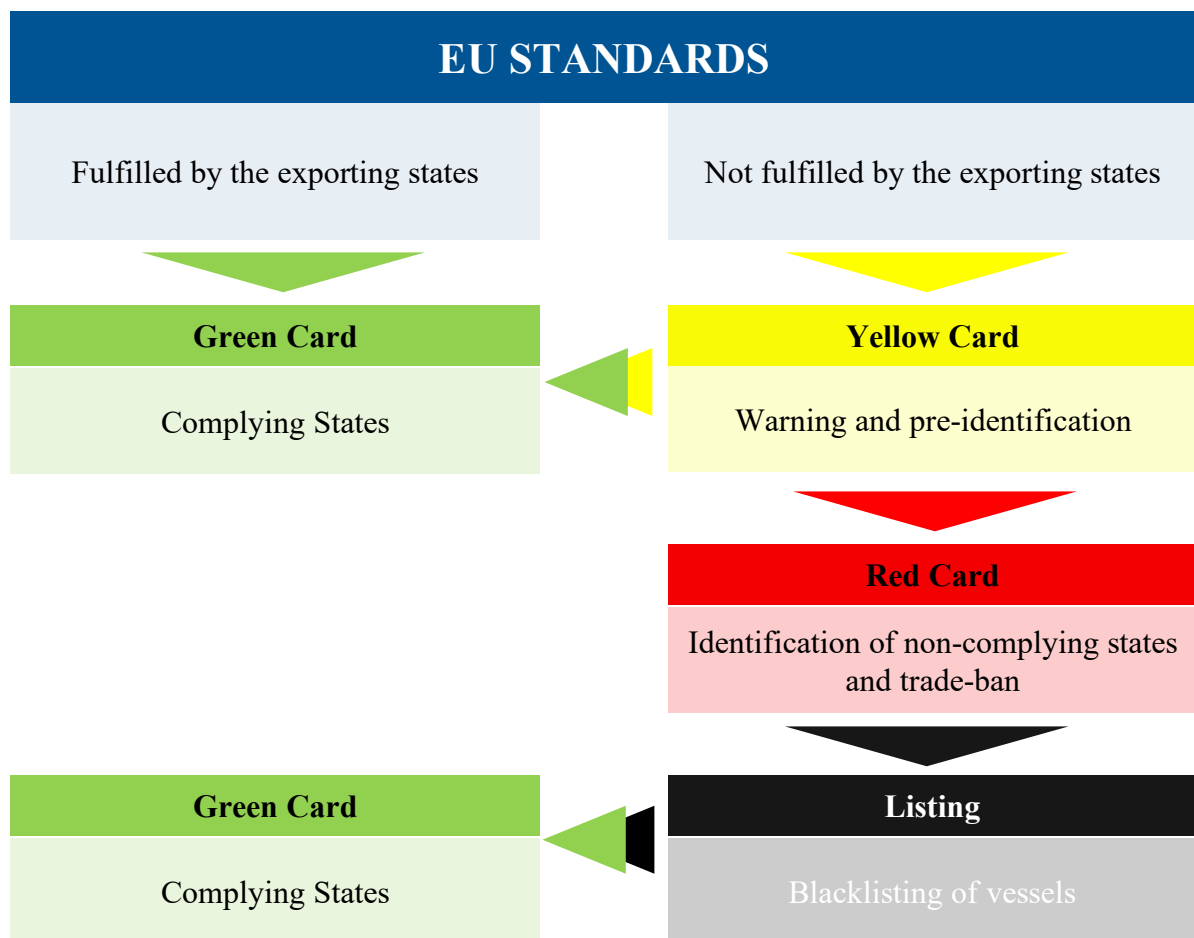 EU STANDARDS
Fulfilled by the exporting states
Not fulfilled by the exporting states
Green Card
Yellow Card
Complying States
Warning and pre-identification
Red Card
Identification of non-complying states
and trade-ban
Green Card
Listing
Complying States
Blacklisting of vessels